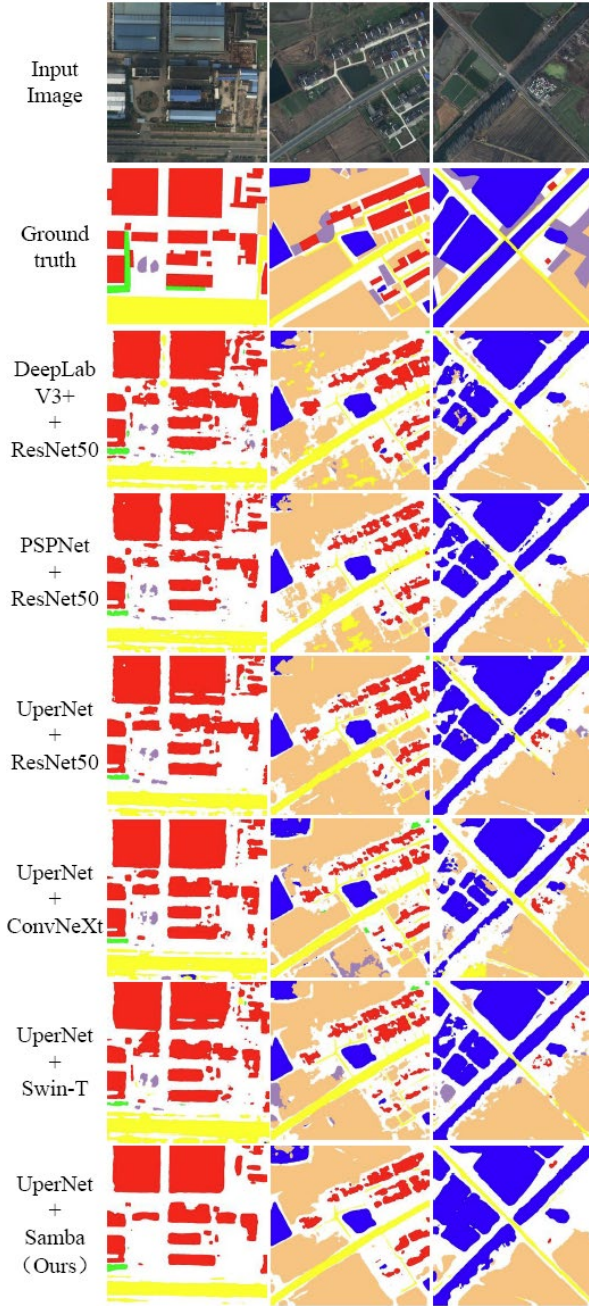 Input
Image
Ground
truth
DeepLab
V3+
+
ResNet50
PSPNet
+
ResNet50
UperNet
+
ResNet50
UperNet
+
ConvNeXt
UperNet
+
Swin-T
UperNet
+
Samba
（Ours）